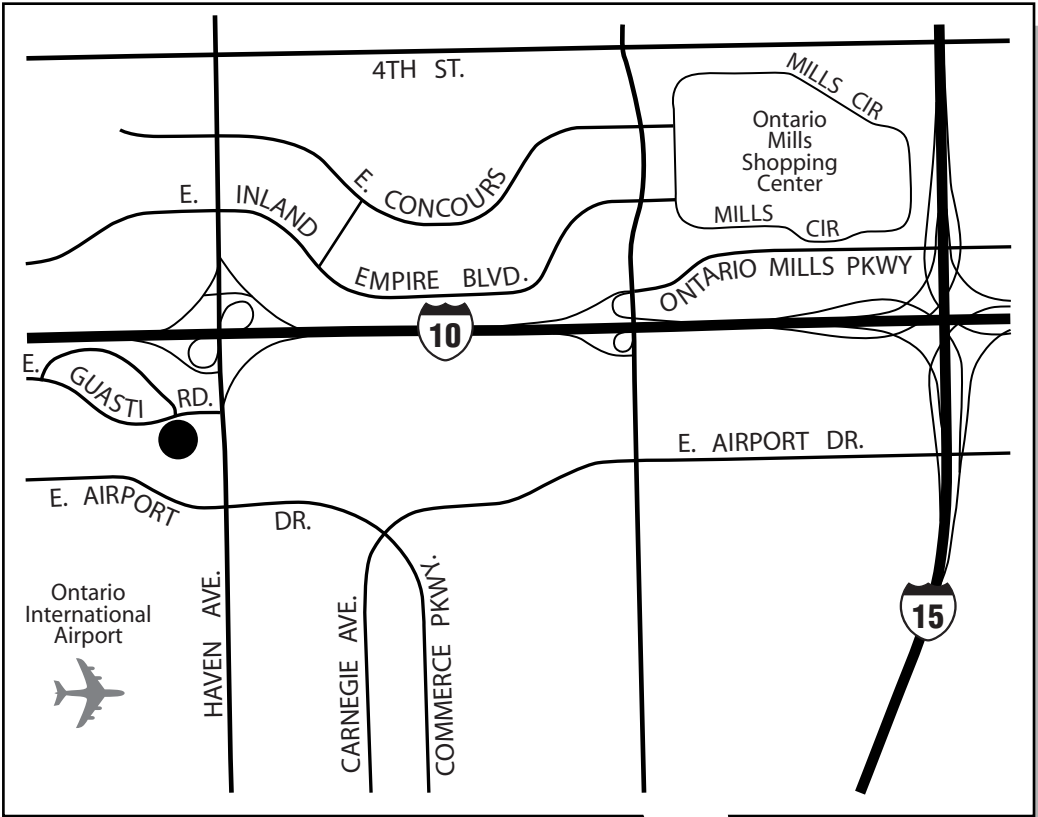 4TH ST.
MILLS CIR
Ontario
Mills
Shopping
Center
E. CONCOURS
E. INLAND
EMPIRE BLVD.
MILLS CIR
ONTARIO MILLS PKWY
10
E. GUASTI RD.
E. AIRPORT DR.
E. AIRPORT DR.
Ontario
International
Airport
HAVEN AVE.
CARNEGIE AVE.
COMMERCE PKWY.
15